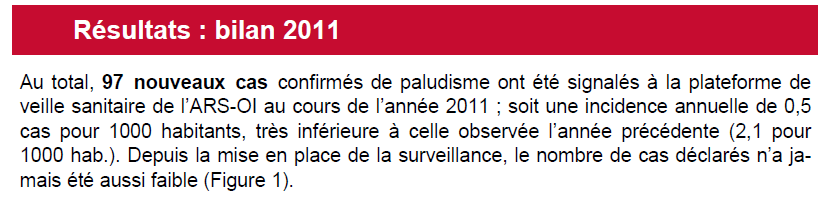 Résultats : bilan 2011
Au total, 97 nouveaux cas confirmés de paludisme ont été signalés à la plateforme de
veille sanitaire de l’ARS-OI au cours de l’année 2011 ; soit une incidence annuelle de 0,5
cas pour 1000 habitants, très inférieure à celle observée l’année précédente (2,1 pour
1000 hab.). Depuis la mise en place de la surveillance, le nombre de cas déclarés n’a ja-
mais été aussi faible (Figure 1).